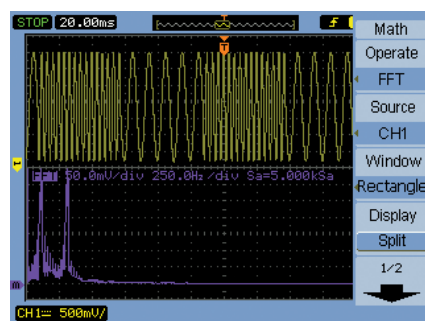 STOP 20.00ms f
T
Math
Operate
FFT
Source
CH1
Window
Rectangle
Display
Split
1/2
1
FFT 50.0mV/div 250.0Hz/div Sa=5.000kSa
m
CH1 500mV/